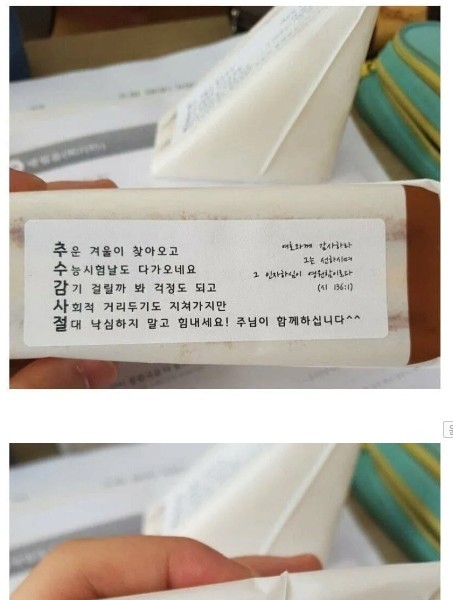 추운 겨울이 찾아오고
수능시험날도 다가오네요
감기 걸릴까 봐 걱정도 되고
사회적 거리두기도 지쳐가지만
절대 낙심하지 말고 힘내세요! 주님이 함께하십니다^^
여호와께 감사하라
그는 선하시며
그 인자하심이 영원함이로다
(시 136:1)